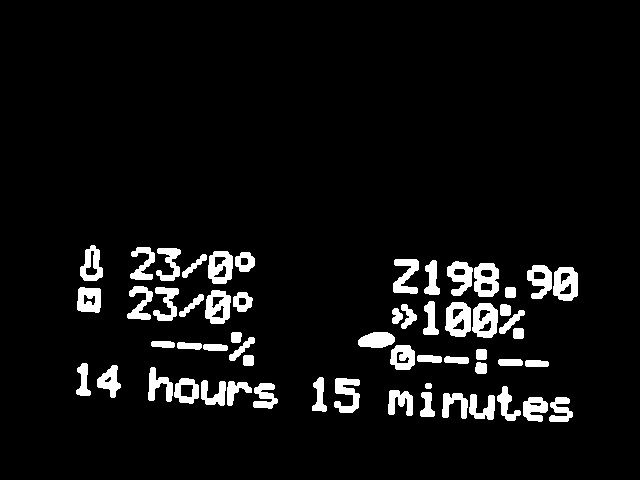 23/0° Z198.90
23/0° »100%
---% --:--
14 hours 15 minutes